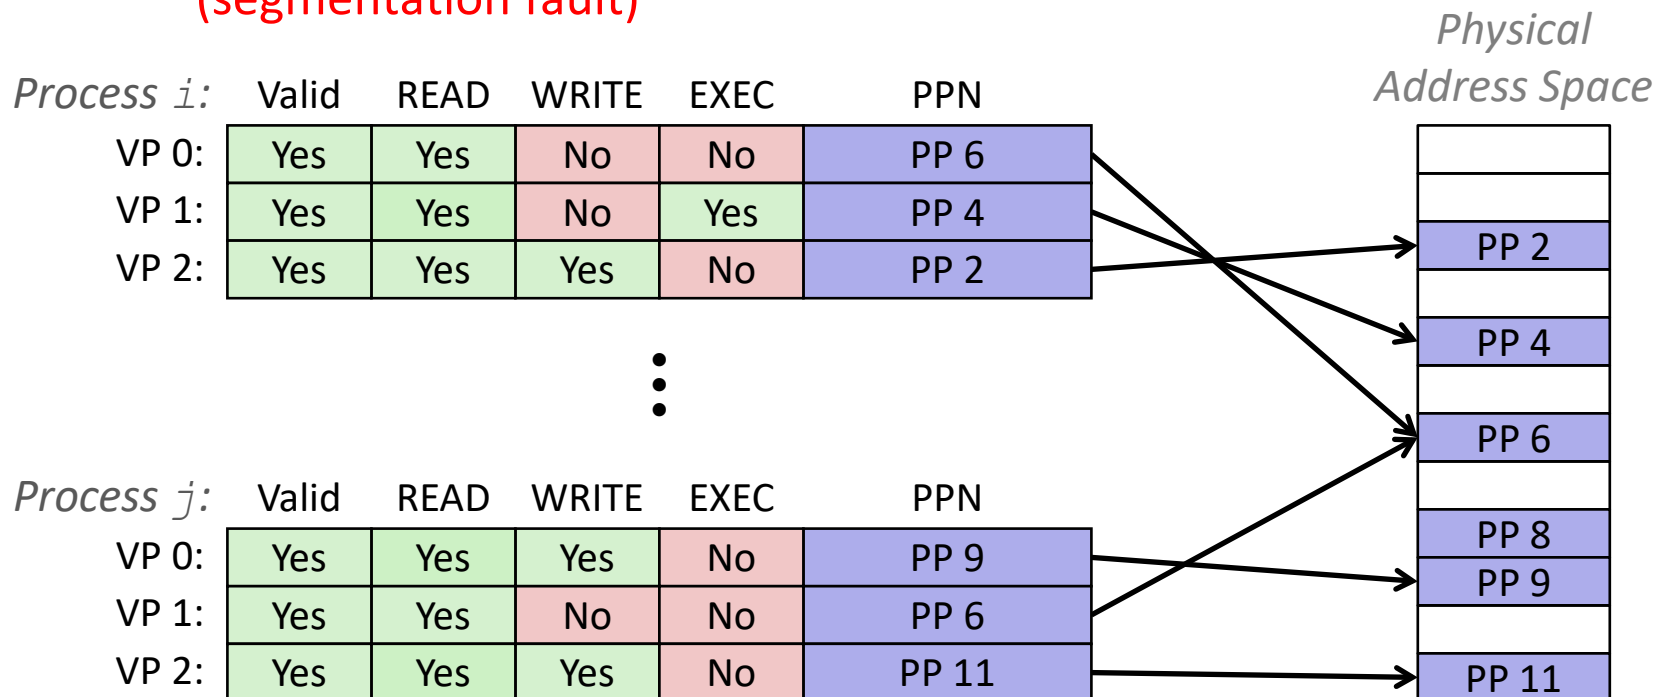 (segmentation fault)
Physical
Address Space
Process i: Valid READ WRITE EXEC PPN
VP 0: Yes Yes No No PP 6
VP 1: Yes Yes No Yes PP 4
VP 2: Yes Yes Yes No PP 2
PP 2
PP 4
PP 6
Process j: Valid READ WRITE EXEC PPN
VP 0: Yes Yes Yes No PP 9
VP 1: Yes Yes No No PP 6
VP 2: Yes Yes Yes No PP 11
PP 8
PP 9
PP 11